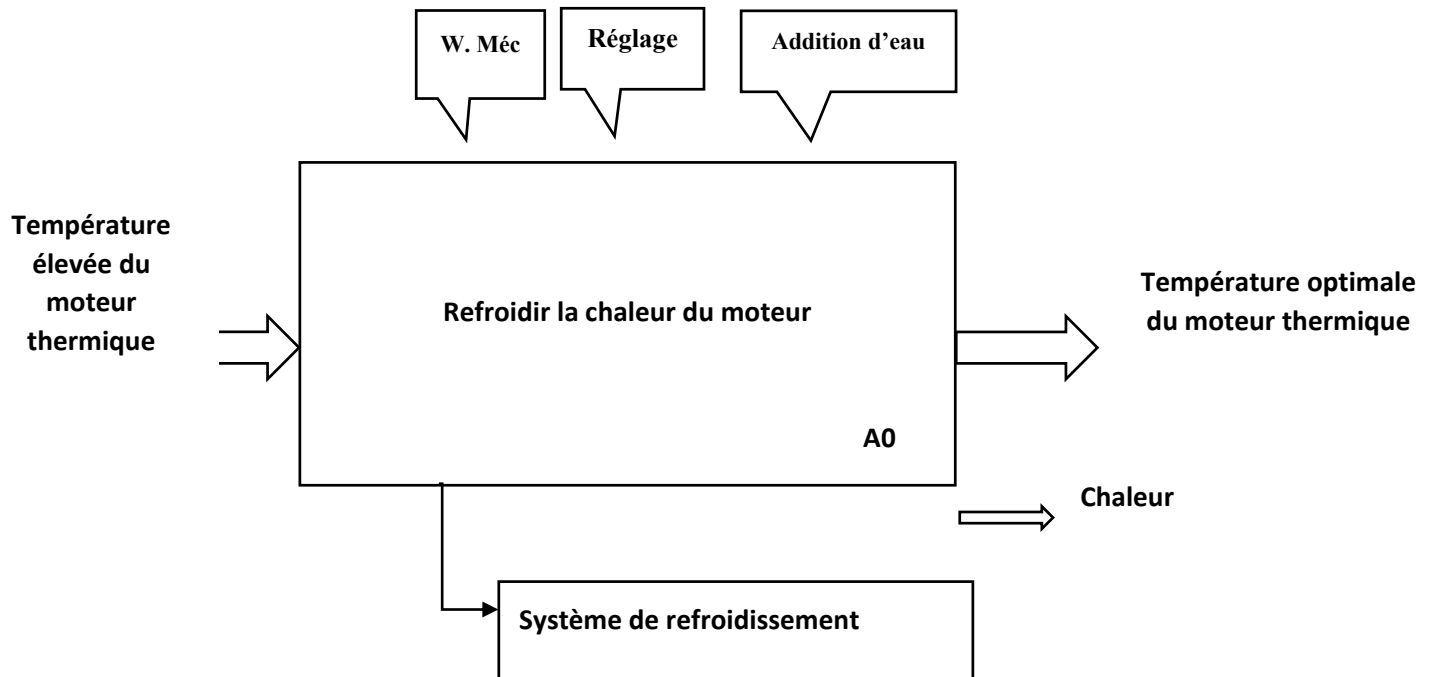 W. Méc
Réglage
Addition d’eau
Température
élevée du
moteur
thermique
Refroidir la chaleur du moteur
A0
Température optimale
du moteur thermique
Chaleur
Système de refroidissement